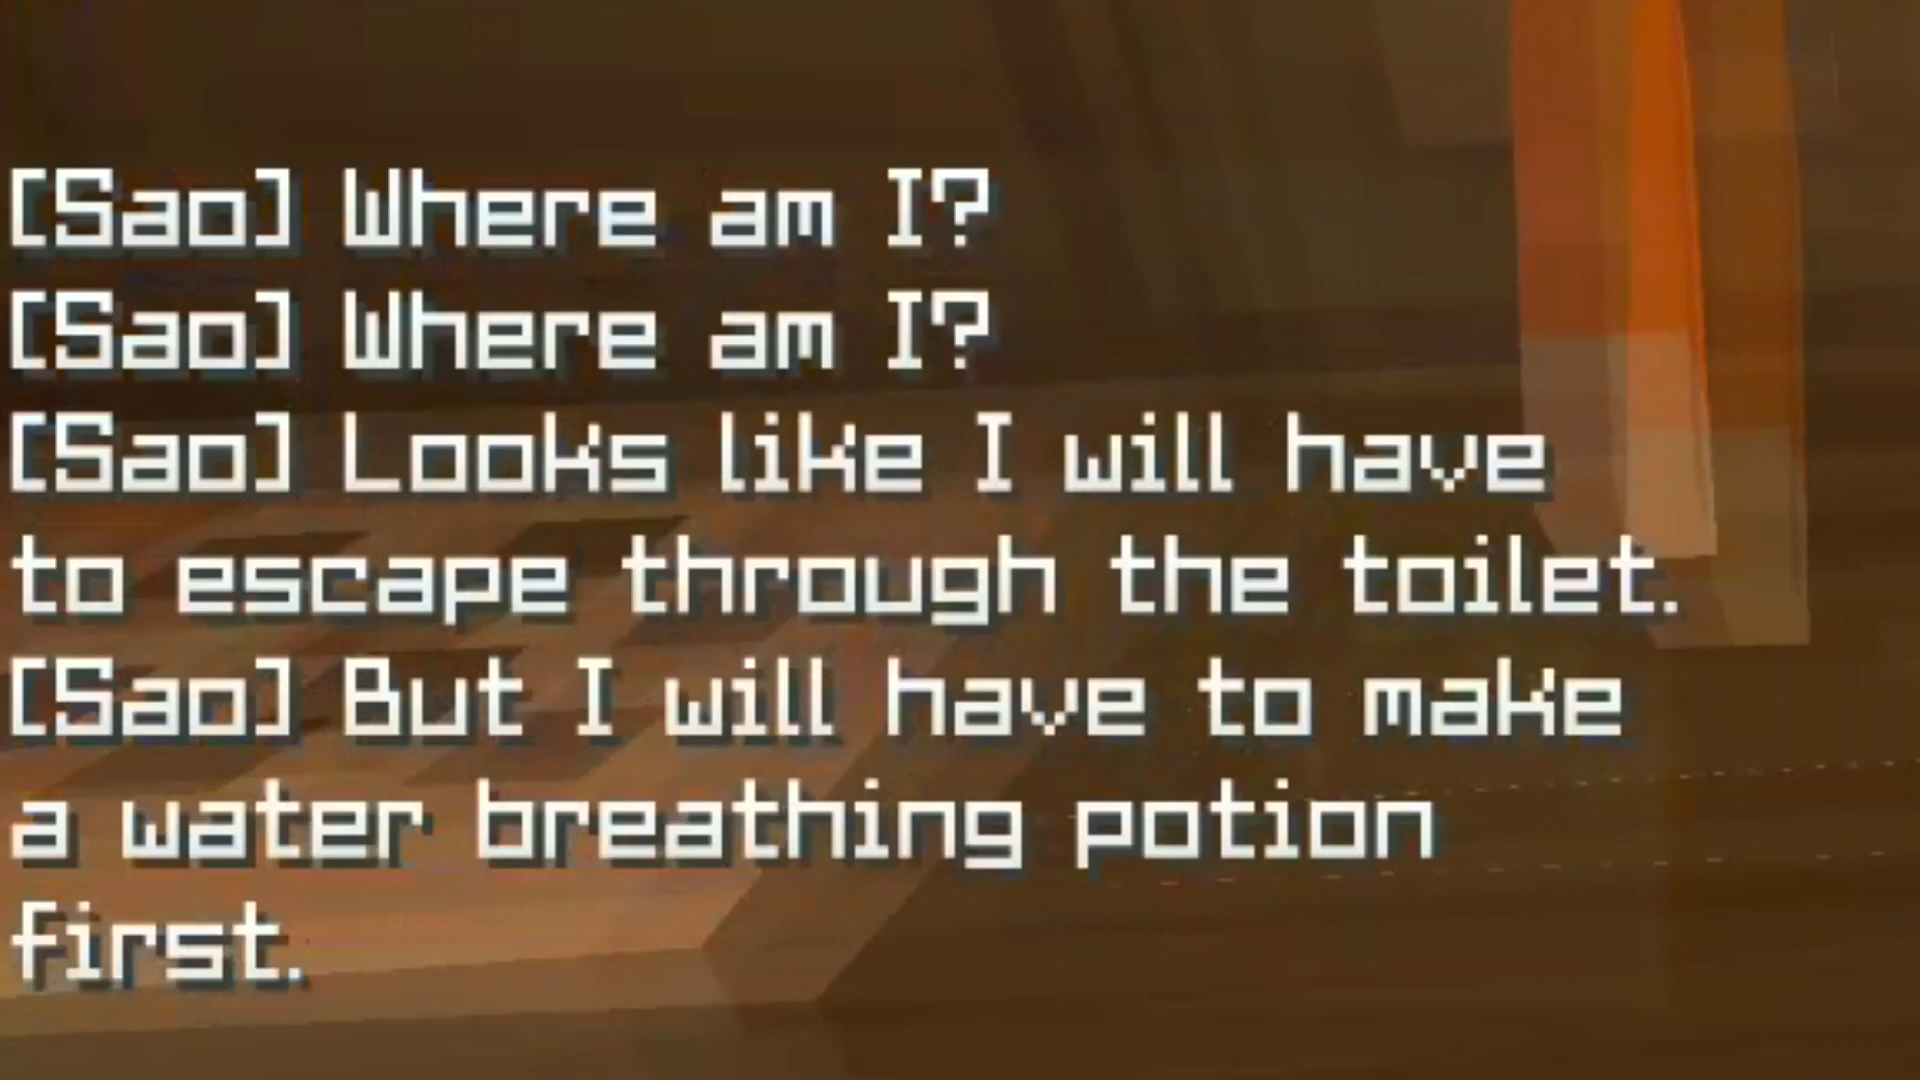 [Sao] Where am I?
[Sao] Where am I?
[Sao] Looks like I will have
to escape through the toilet.
[Sao] But I will have to make
a water breathing potion
first.